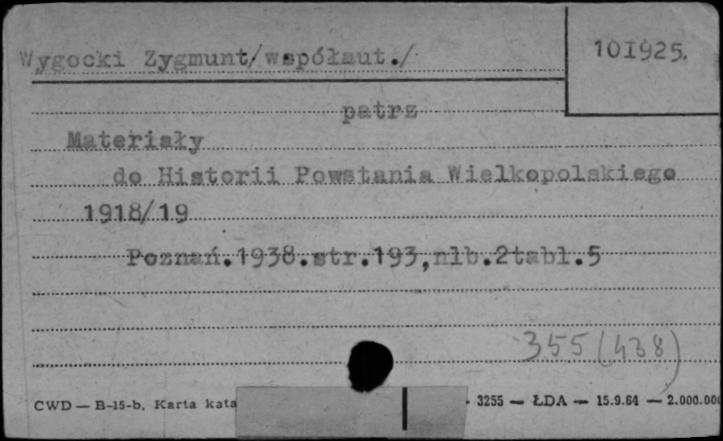 Wygocki Zygmunt/współaut./
101925.
patrz
Materiały
do Historii Powstania Wielkopolskiego
1918/19
Poznań.1938.str.193,nlb.2tabl.5
355(438)
CWD — B-15-b. Karta kata
3255 — ŁDA — 15.9.64 — 2.000.000